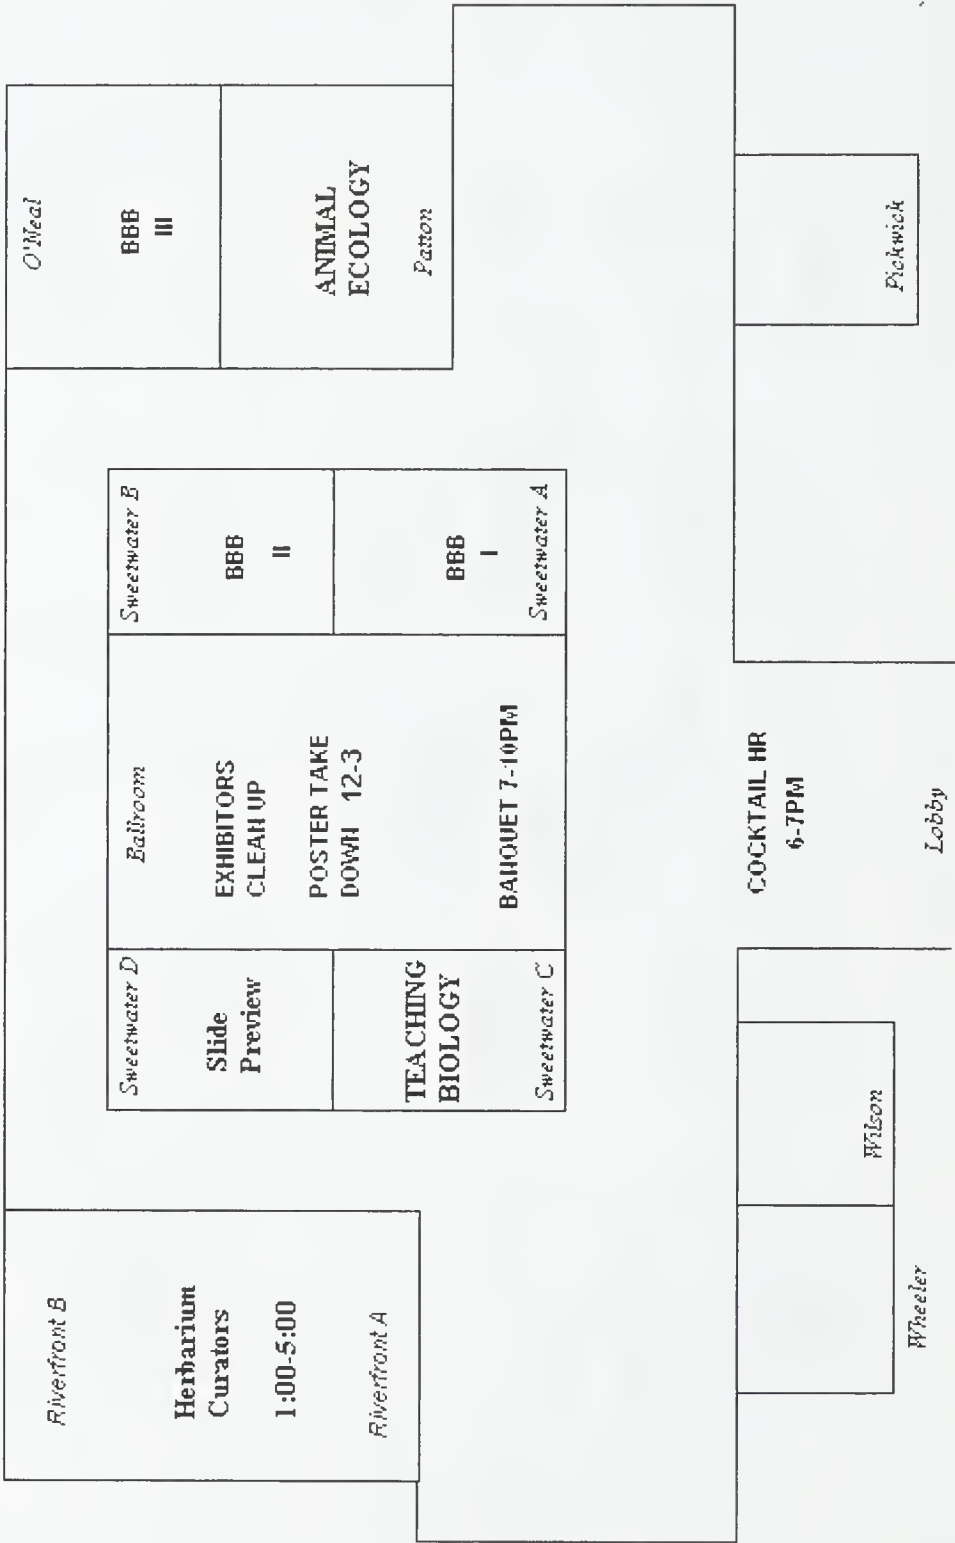 Riverfront B
Herbarium
Curators
1:00-5:00
Riverfront A
Sweetwater D
Slide
Preview
TEACHING
BIOLOGY
Sweetwater C
Ballroom
EXHIBITORS
CLEAN UP
POSTER TAKE
DOWN 12-3
BANQUET 7-10PM
Sweetwater B
BBB
II
BBB
I
Sweetwater A
O'Neal
BBB
III
ANIMAL
ECOLOGY
Patton
Wheeler
Wilson
COCKTAIL HR
6-7PM
Lobby
Pickwick